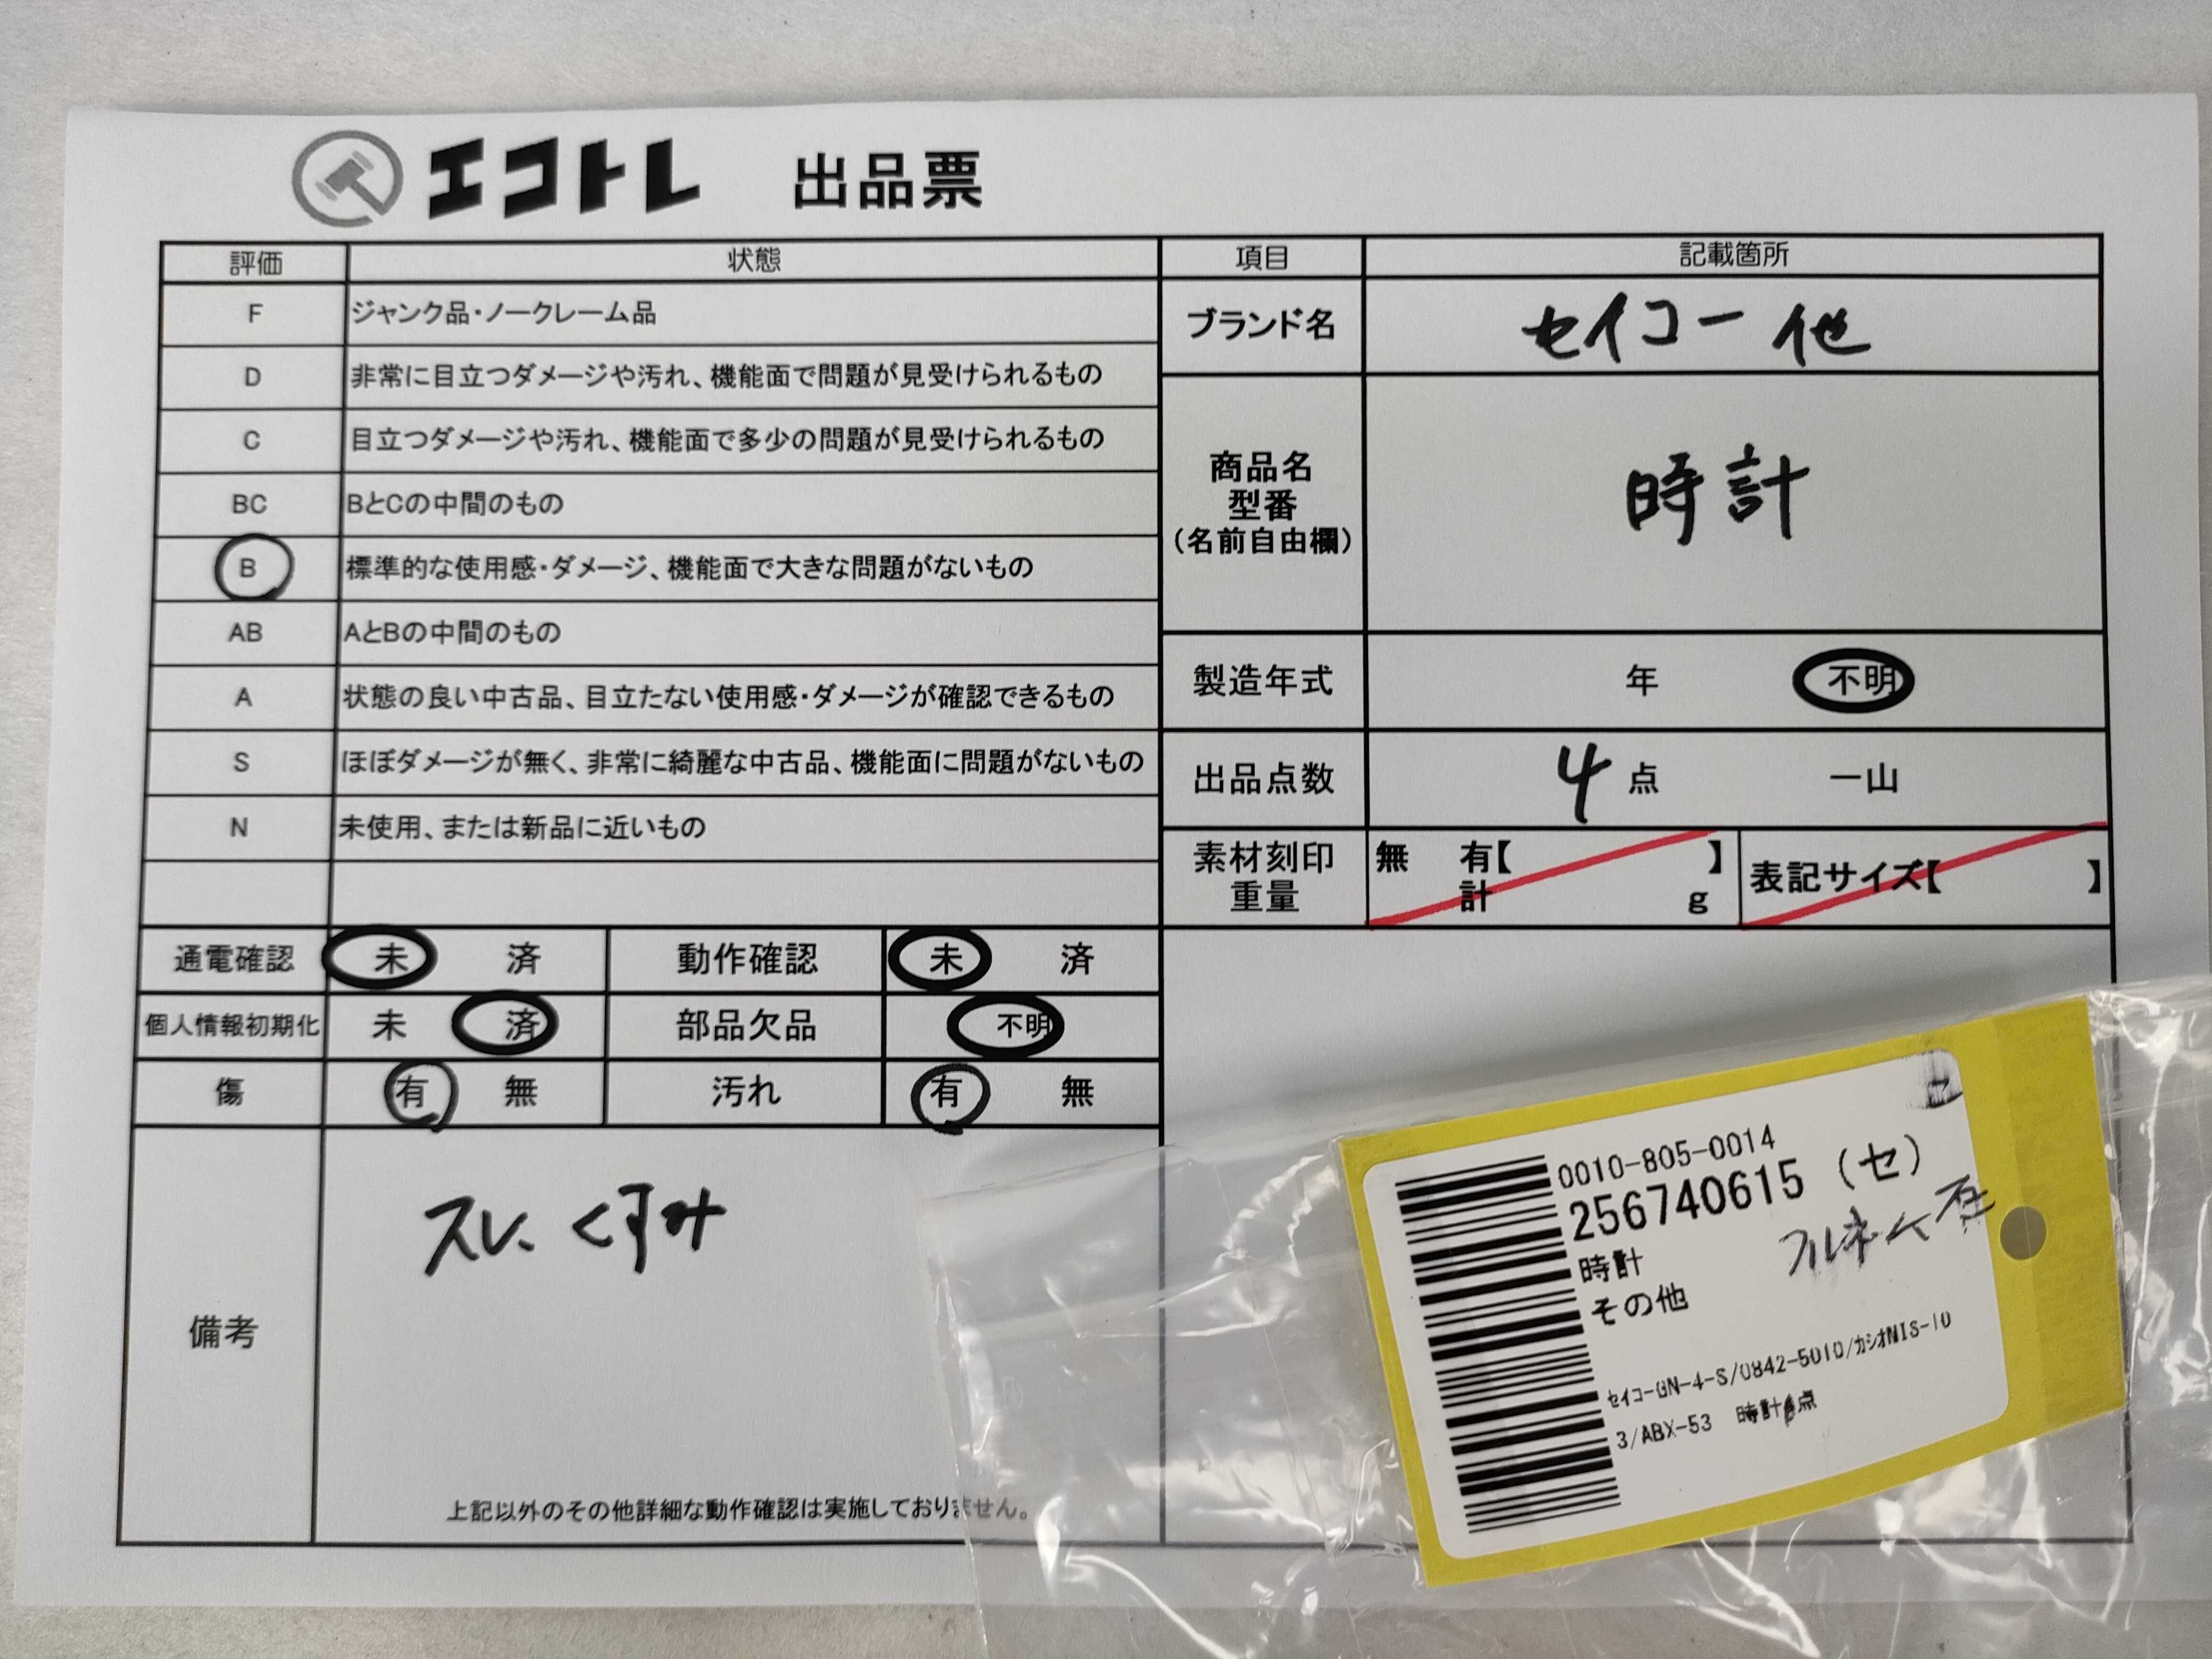 エコトレ 出品票
評価 状態
F ジャンク品・ノークレーム品
D 非常に目立つダメージや汚れ、機能面で問題が見受けられるもの
C 目立つダメージや汚れ、機能面で多少の問題が見受けられるもの
BC BとCの中間のもの
B 標準的な使用感・ダメージ、機能面で大きな問題がないもの
AB AとBの中間のもの
A 状態の良い中古品、目立たない使用感・ダメージが確認できるもの
S ほぼダメージが無く、非常に綺麗な中古品、機能面に問題がないもの
N 未使用、または新品に近いもの
通電確認 未 済 動作確認 未 済
個人情報初期化 未 済 部品欠品 不明
傷 有 無 汚れ 有 無
備考
スレ、くすみ
上記以外のその他詳細な動作確認は実施しておりません。
項目 記載箇所
ブランド名 セイコー 他
商品名
型番
(名前自由欄)
時計
製造年式 年 不明
出品点数 4 点 一山
素材刻印 無 有【 】
重量 計 g
表記サイズ【 】
0010-805-0014
256740615 (セ)
時計
その他
セイコーGN-4-S/0842-5010/カシオMIS-10
3/ABX-53 時計 点